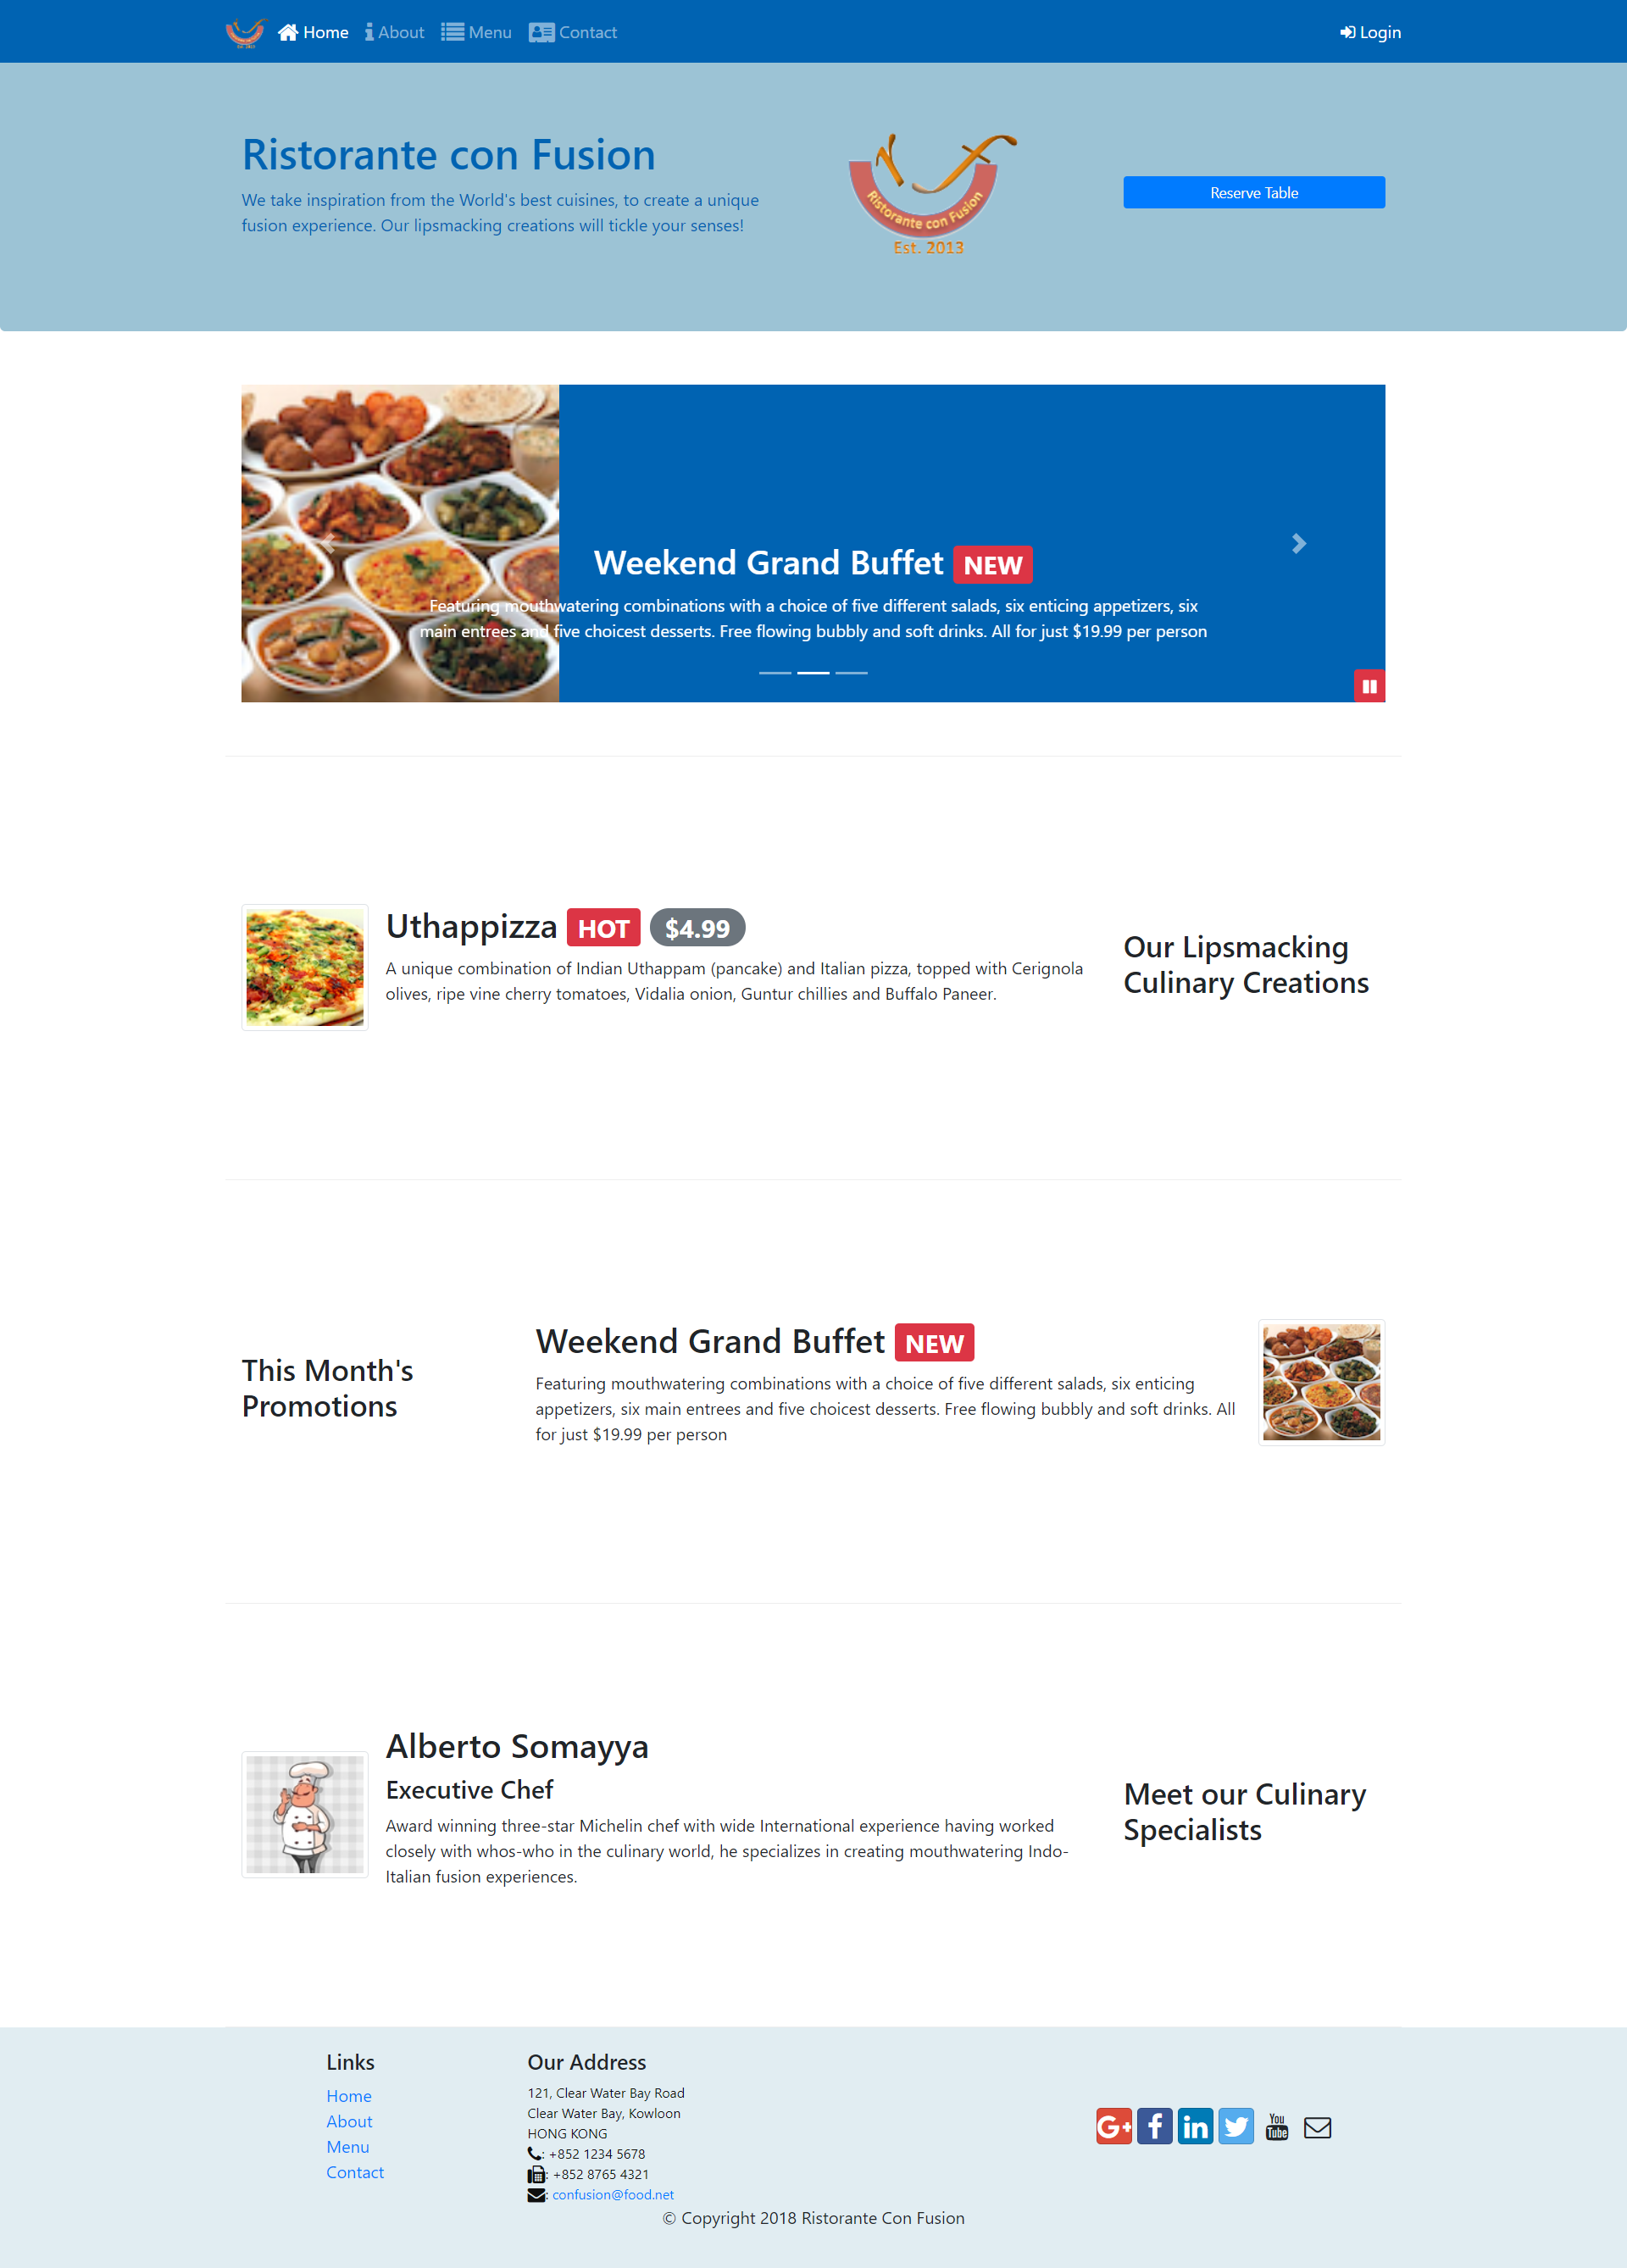 Home About Menu Contact Login
Ristorante con Fusion
We take inspiration from the World's best cuisines, to create a unique
fusion experience. Our lipsmacking creations will tickle your senses!
Ristorante con Fusion
Est. 2013
Reserve Table
Weekend Grand Buffet NEW
Featuring mouthwatering combinations with a choice of five different salads, six enticing appetizers, six
main entrees and five choicest desserts. Free flowing bubbly and soft drinks. All for just $19.99 per person
Uthappizza HOT $4.99
A unique combination of Indian Uthappam (pancake) and Italian pizza, topped with Cerignola
olives, ripe vine cherry tomatoes, Vidalia onion, Guntur chillies and Buffalo Paneer.
Our Lipsmacking
Culinary Creations
This Month's
Promotions
Weekend Grand Buffet NEW
Featuring mouthwatering combinations with a choice of five different salads, six enticing
appetizers, six main entrees and five choicest desserts. Free flowing bubbly and soft drinks. All
for just $19.99 per person
Alberto Somayya
Executive Chef
Award winning three-star Michelin chef with wide International experience having worked
closely with whos-who in the culinary world, he specializes in creating mouthwatering Indo-
Italian fusion experiences.
Meet our Culinary
Specialists
Links
Home
About
Menu
Contact
Our Address
121, Clear Water Bay Road
Clear Water Bay, Kowloon
HONG KONG
: +852 1234 5678
: +852 8765 4321
: confusion@food.net
G+ f in You Tube
© Copyright 2018 Ristorante Con Fusion